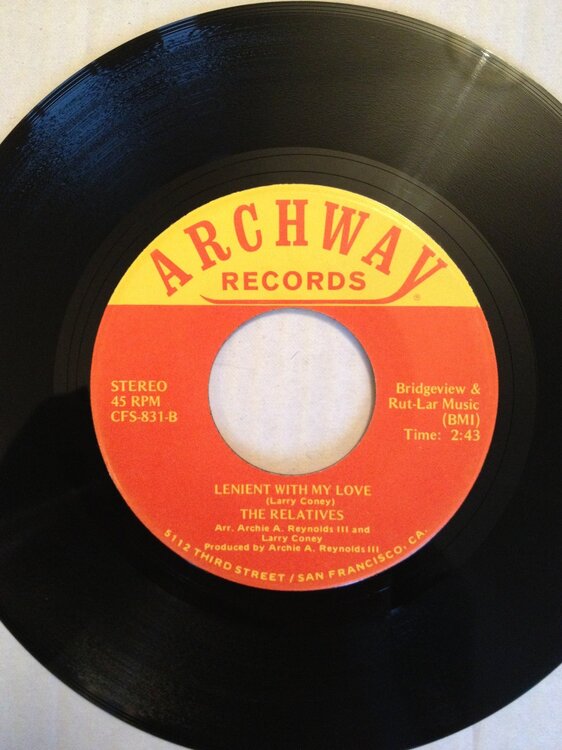 ARCHWAY
RECORDS
®
STEREO
45 RPM
CFS-831-B
Bridgeview &
Rut-Lar Music
(BMI)
Time: 2:43
LENIENT WITH MY LOVE
(Larry Coney)
THE RELATIVES
Arr. Archie A. Reynolds III and
Larry Coney
Produced by Archie A. Reynolds III
5112 THIRD STREET / SAN FRANCISCO, CA.